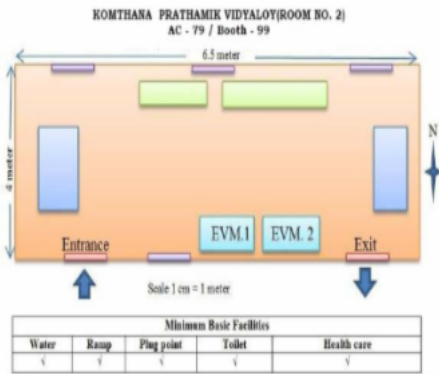 KOMTHANA PRATHAMIK VIDYALOY(ROOM NO. 2)
AC - 79 / Booth - 99
6.5 meter
4 meter
N
EVM.1 EVM. 2
Entrance Exit
Scale 1 cm = 1 meter
Minimum Basic Facilities
Water Ramp Plug point Toilet Health care
√ √ √ √ √